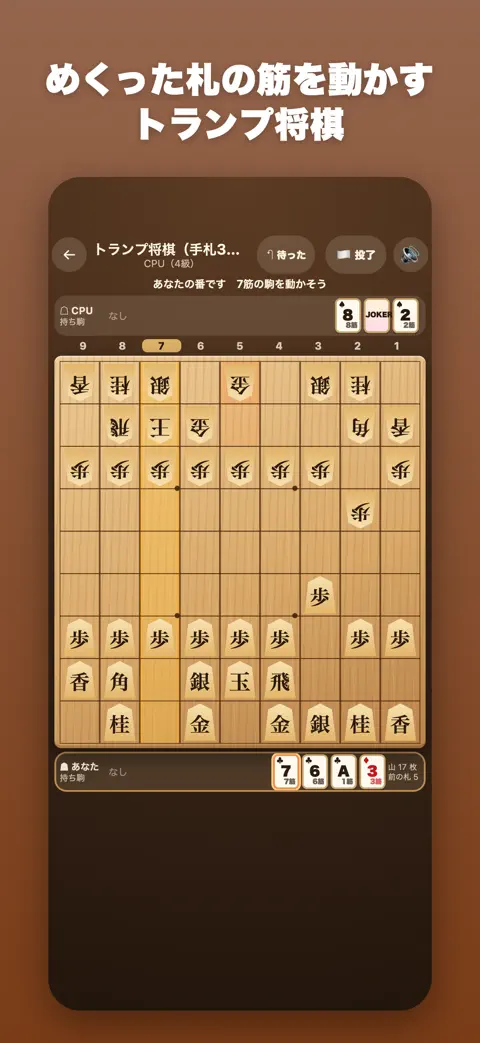 めくった札の筋を動かす
トランプ将棋
← トランプ将棋（手札3... 待った 投了
CPU（4級）
あなたの番です 7筋の駒を動かそう
CPU
持ち駒 なし
8 8筋 JOKER 2 2筋
9 8 7 6 5 4 3 2 1
香 桂 銀 金 銀 桂
飛 王 金 角 香
歩 歩 歩 歩 歩 歩 歩 歩
歩
歩
歩 歩 歩 歩 歩 歩 歩 歩
香 角 銀 玉 飛
桂 金 金 銀 桂 香
あなた
持ち駒 なし
7 7筋 6 6筋 A 1筋 3 3筋
山 17 枚
前の札 5